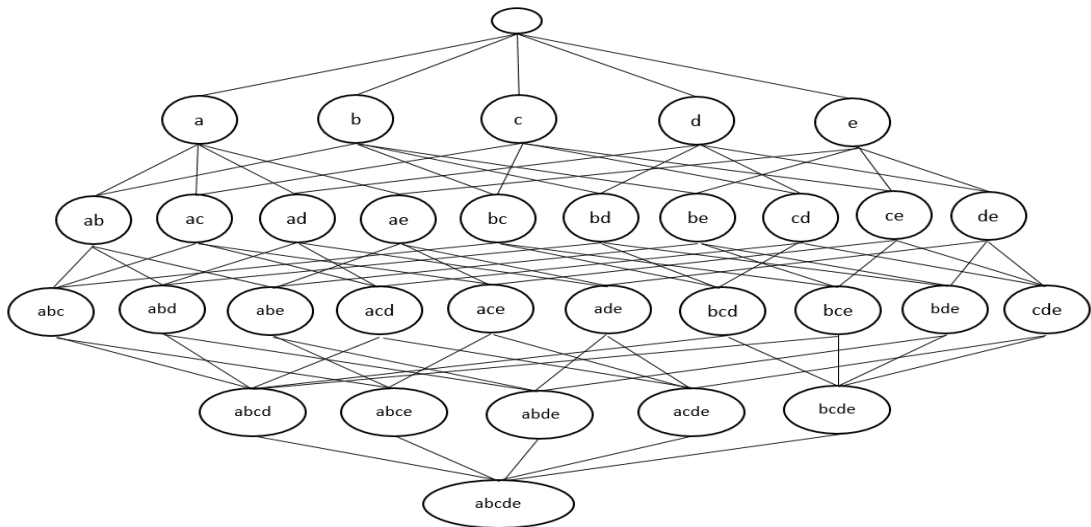 a b c d e
ab ac ad ae bc bd be cd ce de
abc abd abe acd ace ade bcd bce bde cde
abcd abce abde acde bcde
abcde